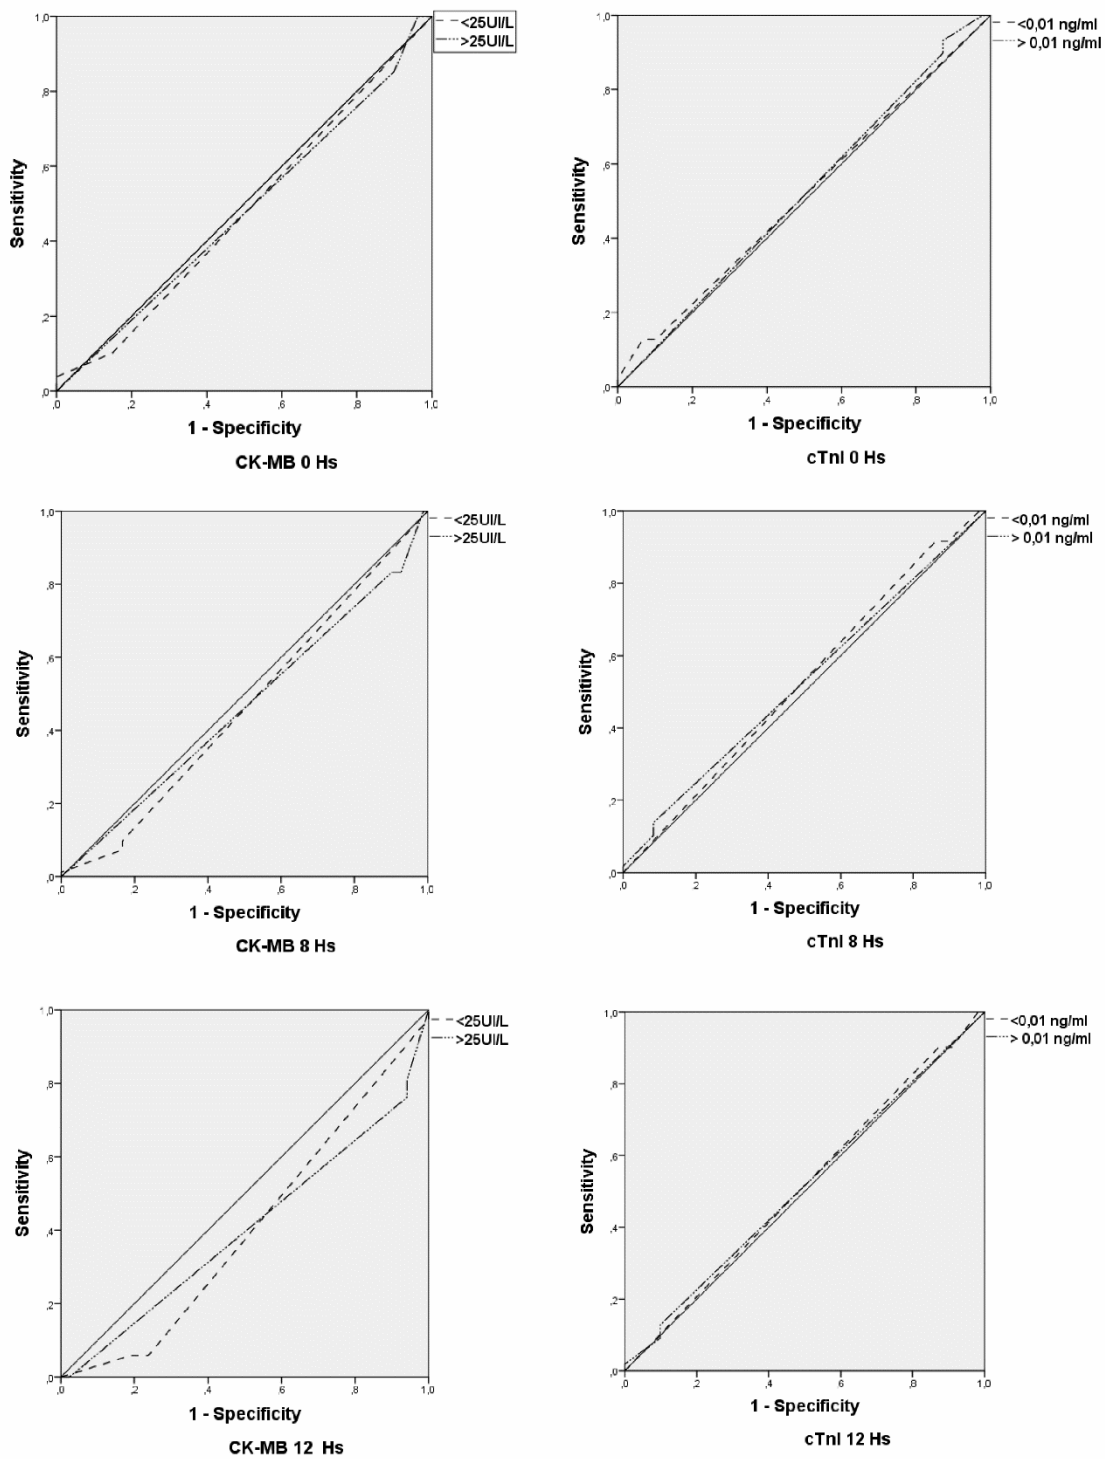 1,0
,8
,6
,4
,2
,0
Sensitivity
,0 ,2 ,4 ,6 ,8 1,0
1 - Specificity
CK-MB 0 Hs
<25UI/L
>25UI/L
1,0
,8
,6
,4
,2
,0
Sensitivity
,0 ,2 ,4 ,6 ,8 1,0
1 - Specificity
cTnI 0 Hs
<0,01 ng/ml
> 0,01 ng/ml
1,0
,8
,6
,4
,2
,0
Sensitivity
,0 ,2 ,4 ,6 ,8 1,0
1 - Specificity
CK-MB 8 Hs
<25UI/L
>25UI/L
1,0
,8
,6
,4
,2
,0
Sensitivity
,0 ,2 ,4 ,6 ,8 1,0
1 - Specificity
cTnI 8 Hs
<0,01 ng/ml
> 0,01 ng/ml
1,0
,8
,6
,4
,2
,0
Sensitivity
,0 ,2 ,4 ,6 ,8 1,0
1 - Specificity
CK-MB 12 Hs
<25UI/L
>25UI/L
1,0
,8
,6
,4
,2
,0
Sensitivity
,0 ,2 ,4 ,6 ,8 1,0
1 - Specificity
cTnI 12 Hs
<0,01 ng/ml
> 0,01 ng/ml